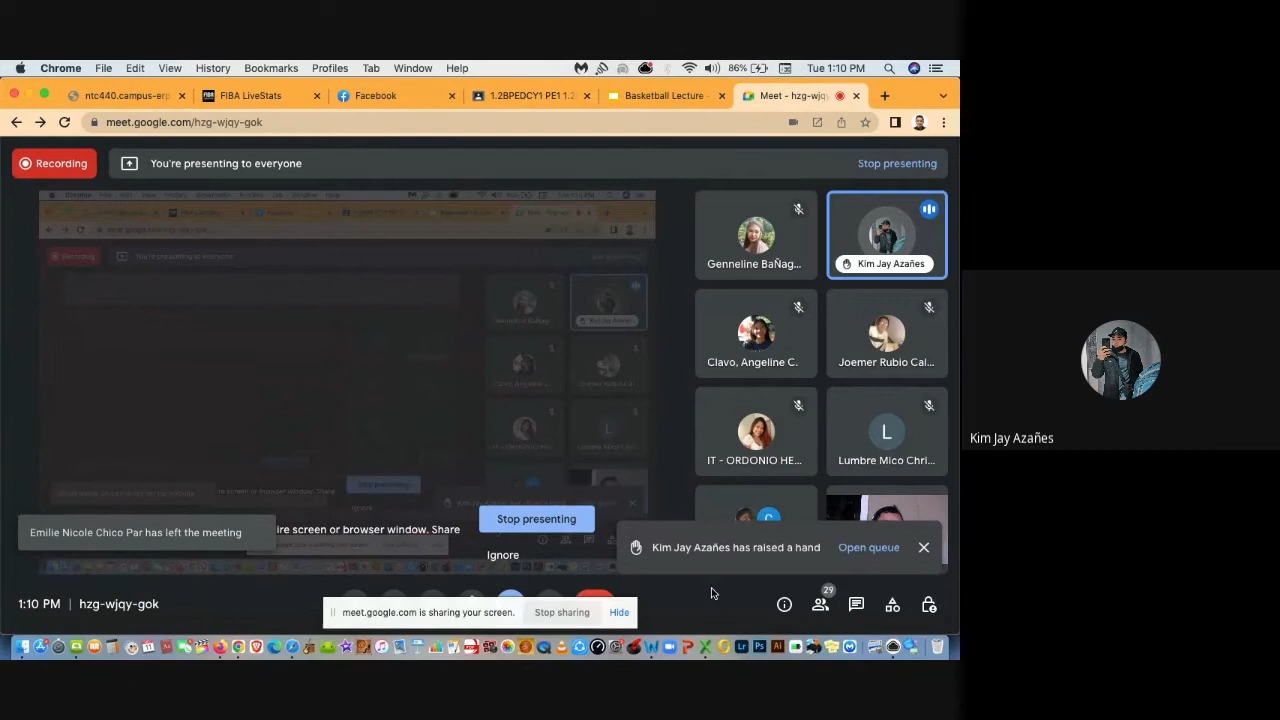 Chrome File Edit View History Bookmarks Profiles Tab Window Help 86% Tue 1:10 PM
ntc440.campus-erp
FIBA LiveStats
Facebook
1.2BPEDCY1 PE1 1.2
Basketball Lecture -
Meet - hzg-wjqy-
meet.google.com/hzg-wjqy-gok
Recording
You're presenting to everyone
Stop presenting
Genneline BaÑag...
Kim Jay Azañes
Clavo, Angeline C.
Joemer Rubio Cal...
IT - ORDONIO HE...
L
Lumbre Mico Chri...
Emilie Nicole Chico Par has left the meeting
ire screen or browser window. Share
Stop presenting
Ignore
Kim Jay Azañes has raised a hand
Open queue
1:10 PM | hzg-wjqy-gok
meet.google.com is sharing your screen.
Stop sharing
Hide
29
Kim Jay Azañes